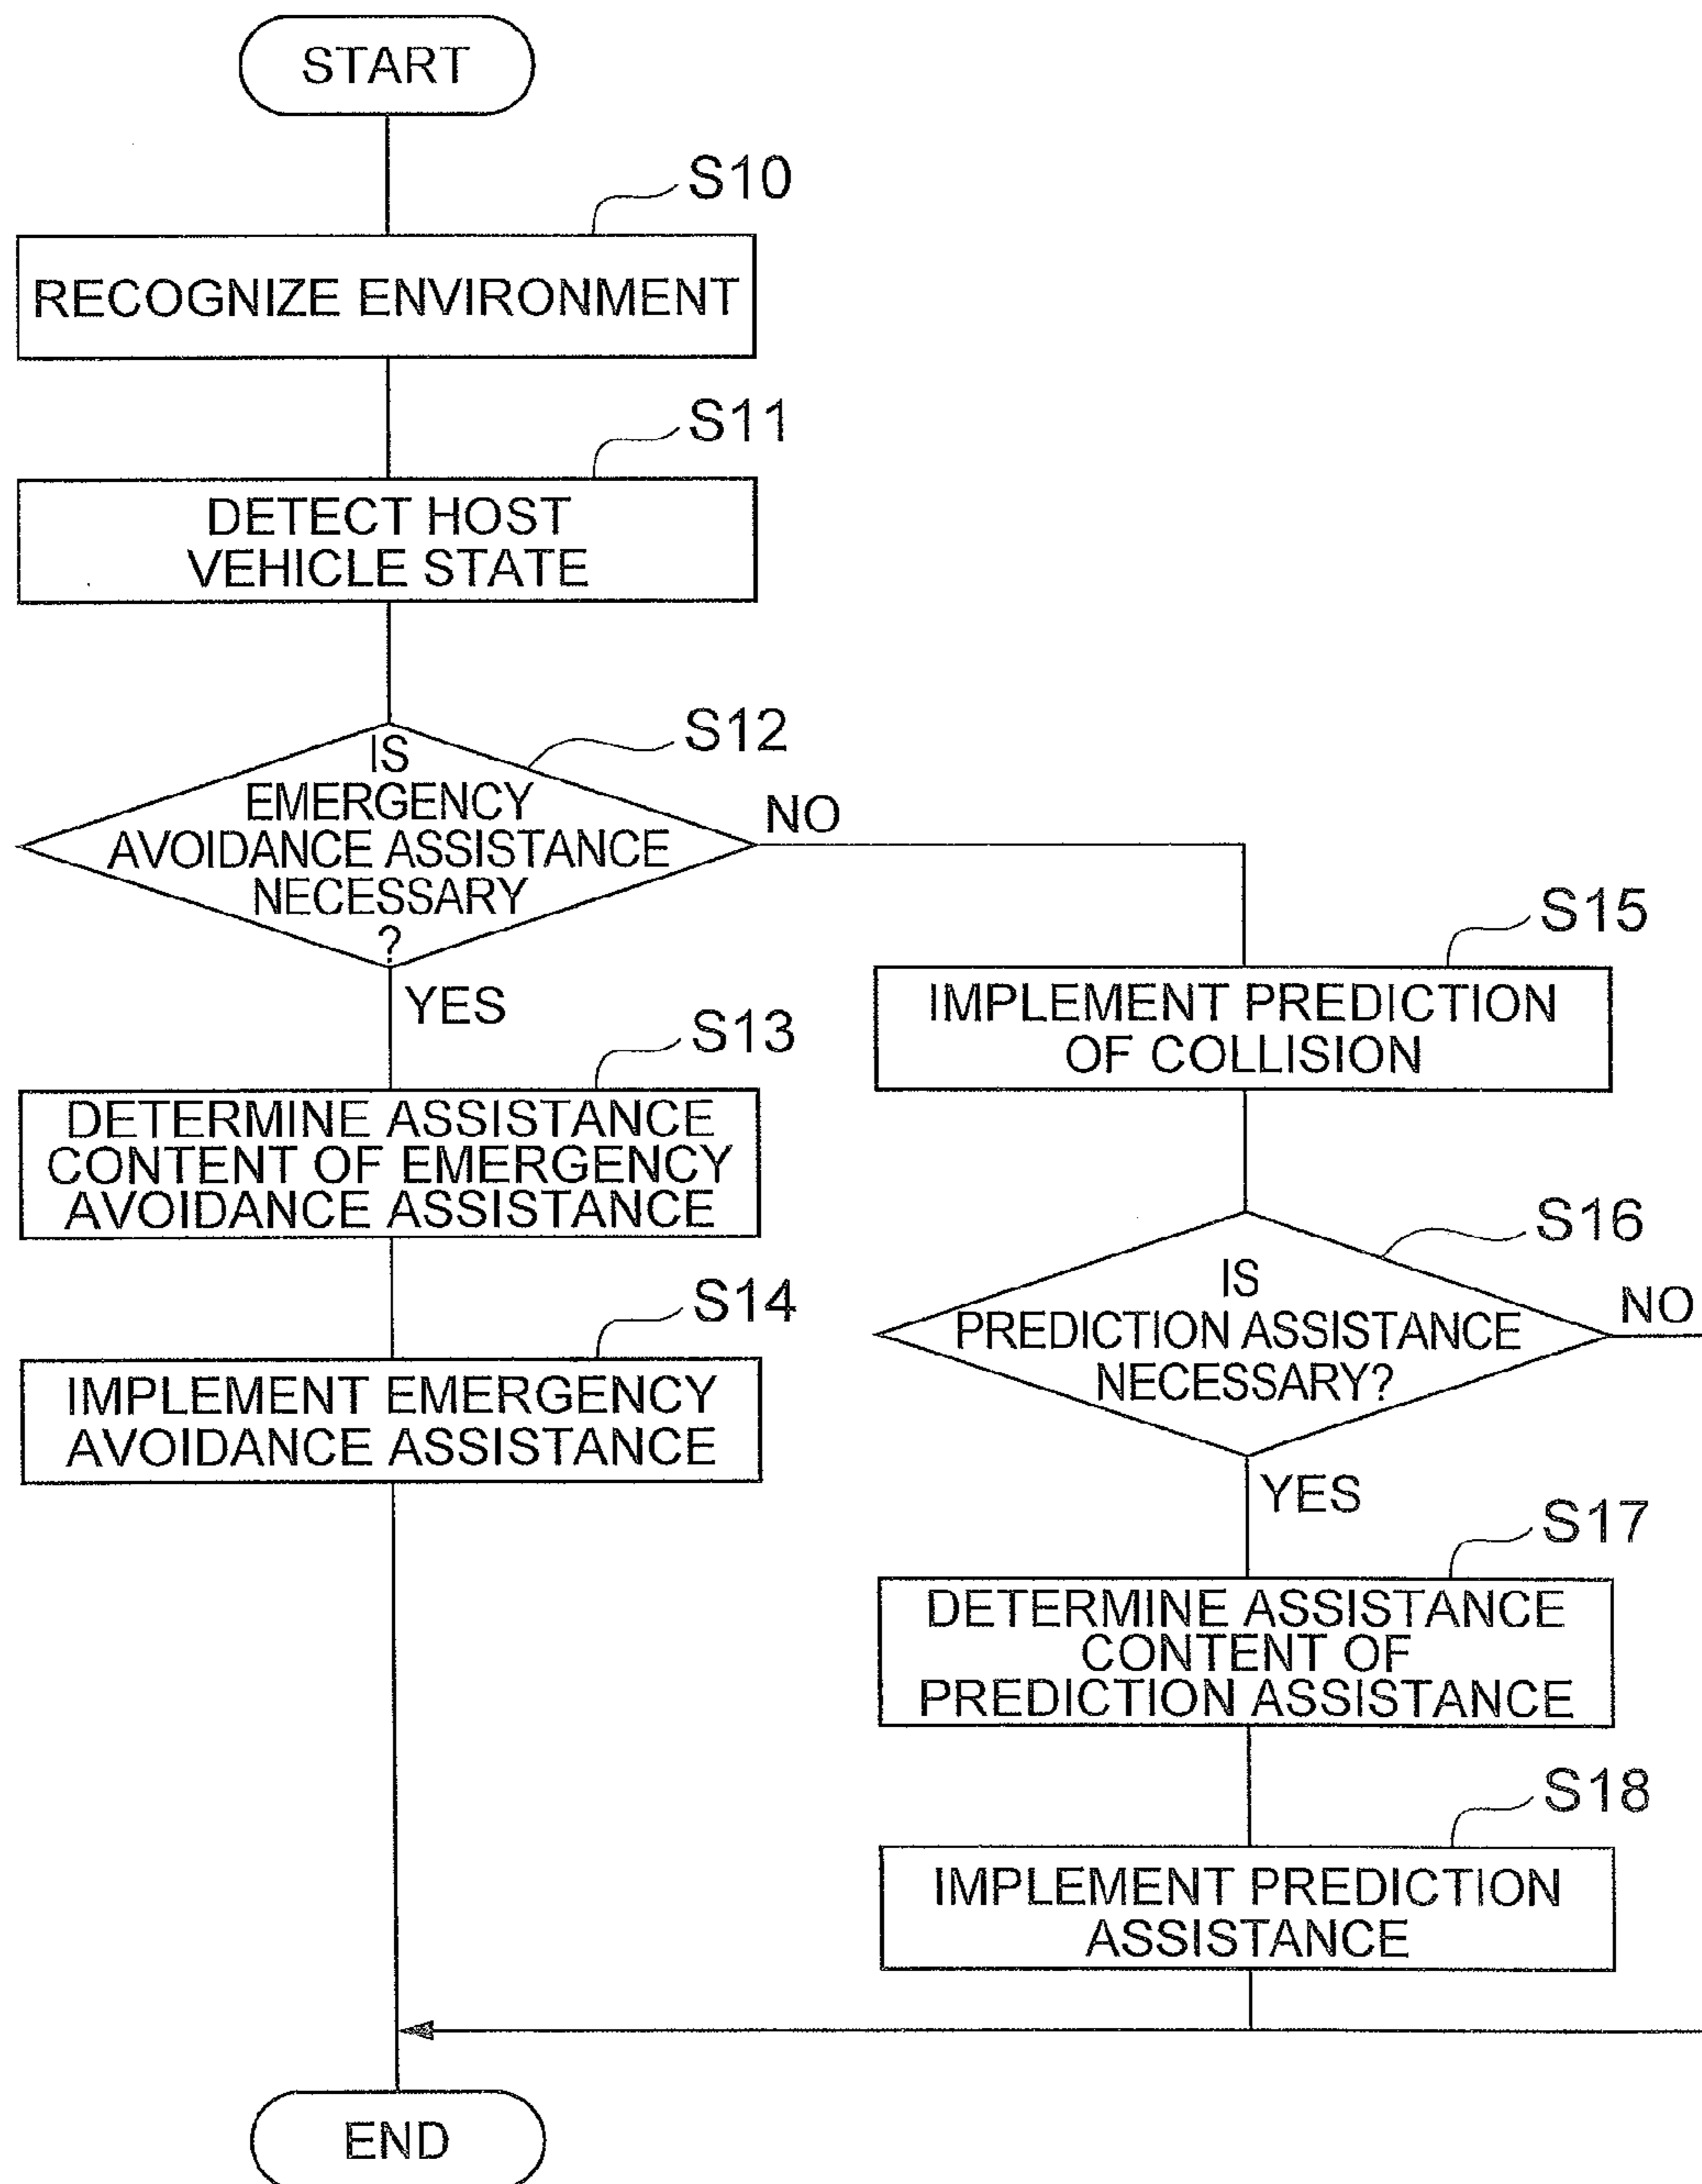 START
S10
RECOGNIZE ENVIRONMENT
S11
DETECT HOST
VEHICLE STATE
S12
IS
EMERGENCY
AVOIDANCE ASSISTANCE
NECESSARY
?
NO
YES
S13
DETERMINE ASSISTANCE
CONTENT OF EMERGENCY
AVOIDANCE ASSISTANCE
S14
IMPLEMENT EMERGENCY
AVOIDANCE ASSISTANCE
S15
IMPLEMENT PREDICTION
OF COLLISION
S16
IS
PREDICTION ASSISTANCE
NECESSARY?
NO
YES
S17
DETERMINE ASSISTANCE
CONTENT OF
PREDICTION ASSISTANCE
S18
IMPLEMENT PREDICTION
ASSISTANCE
END